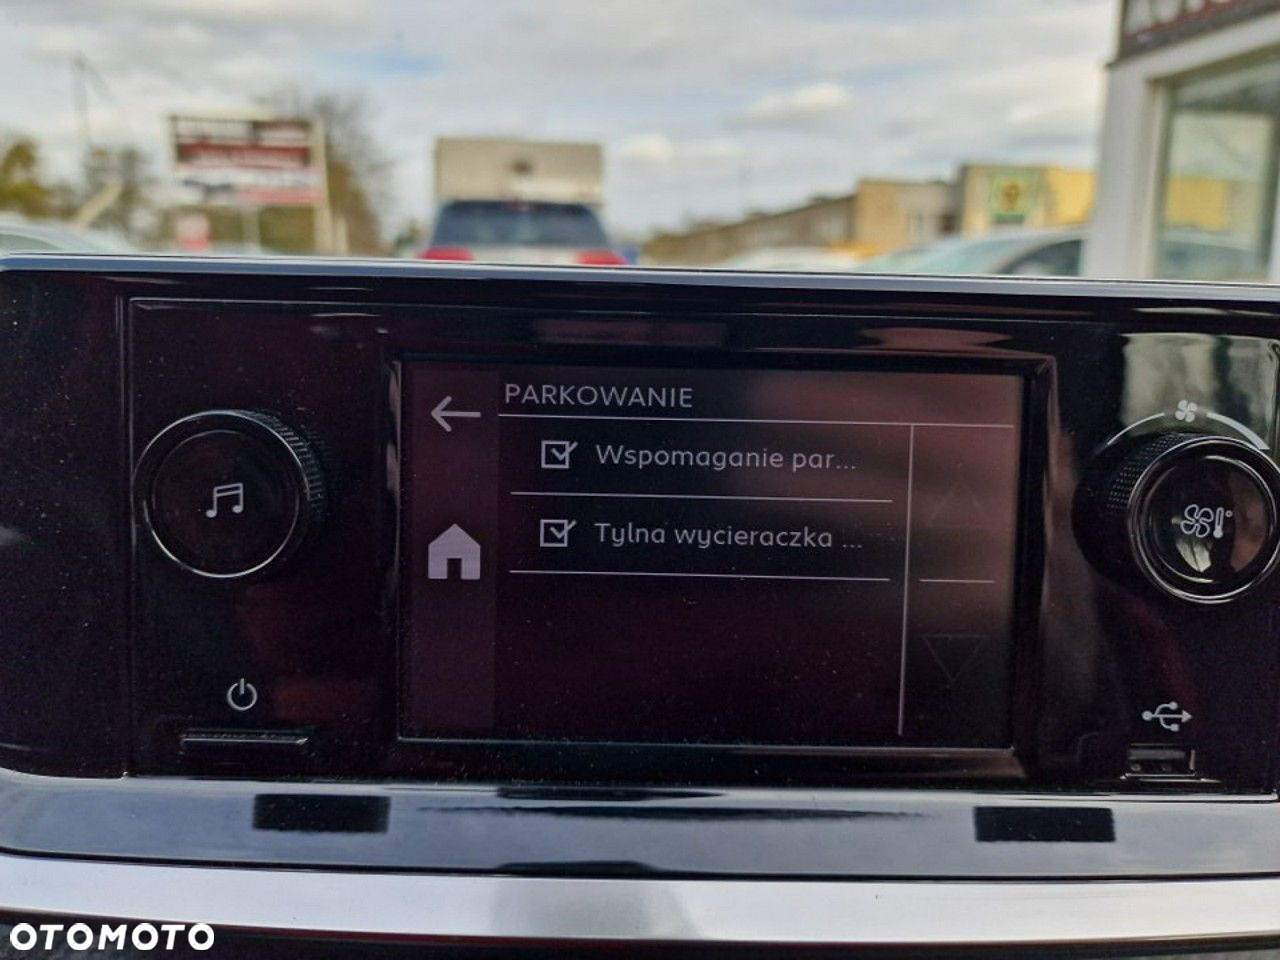 PARKOWANIE
Wspomaganie par...
Tylna wycieraczka ...
OTOMOTO